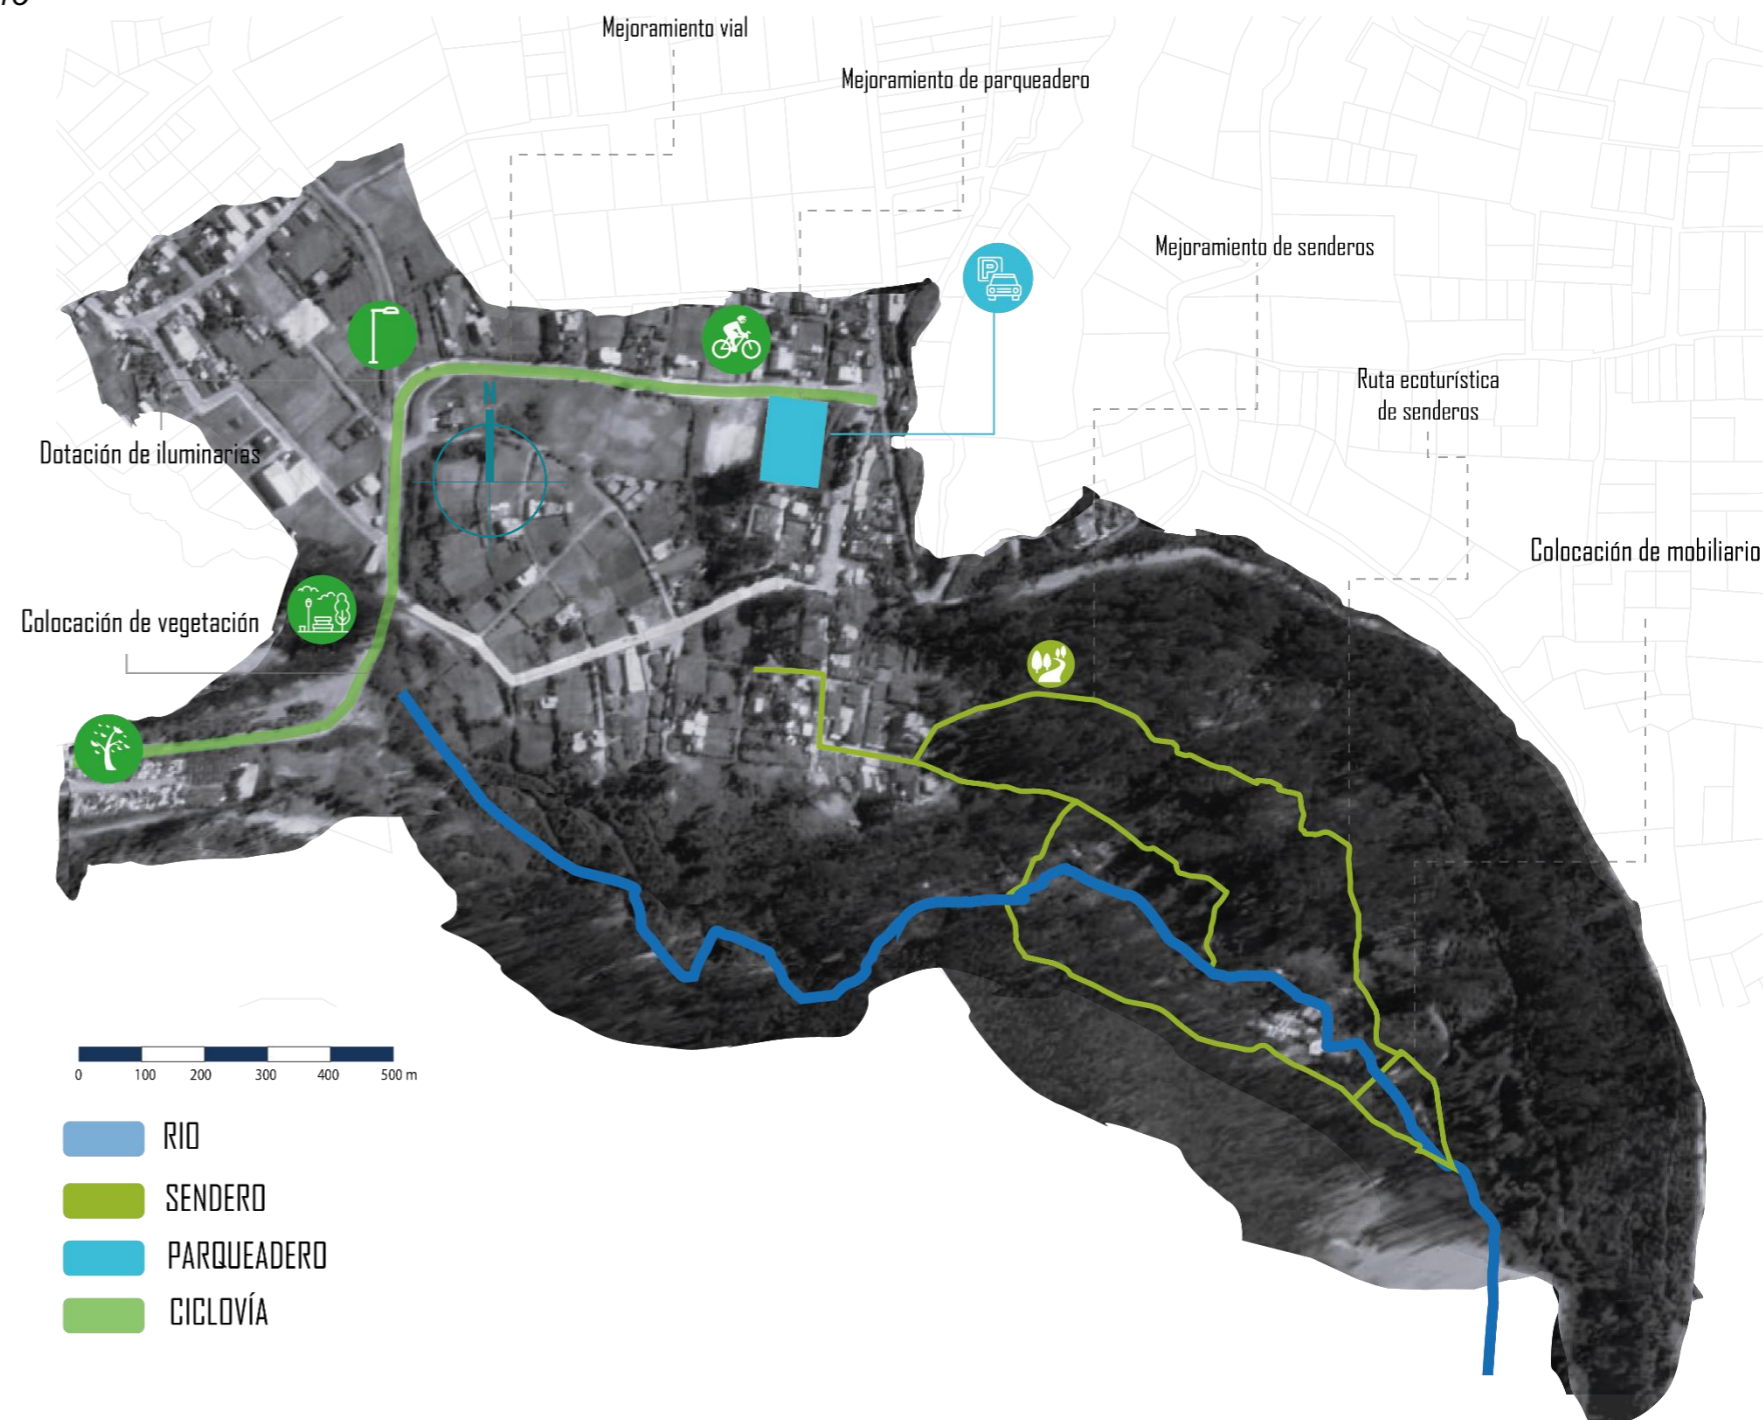 Mejoramiento vial
Mejoramiento de parqueadero
Mejoramiento de senderos
P
Ruta ecoturística
de senderos
N
Dotación de iluminarias
Colocación de mobiliario
Colocación de vegetación
0 100 200 300 400 500 m
RIO
SENDERO
PARQUEADERO
CICLOVÍA